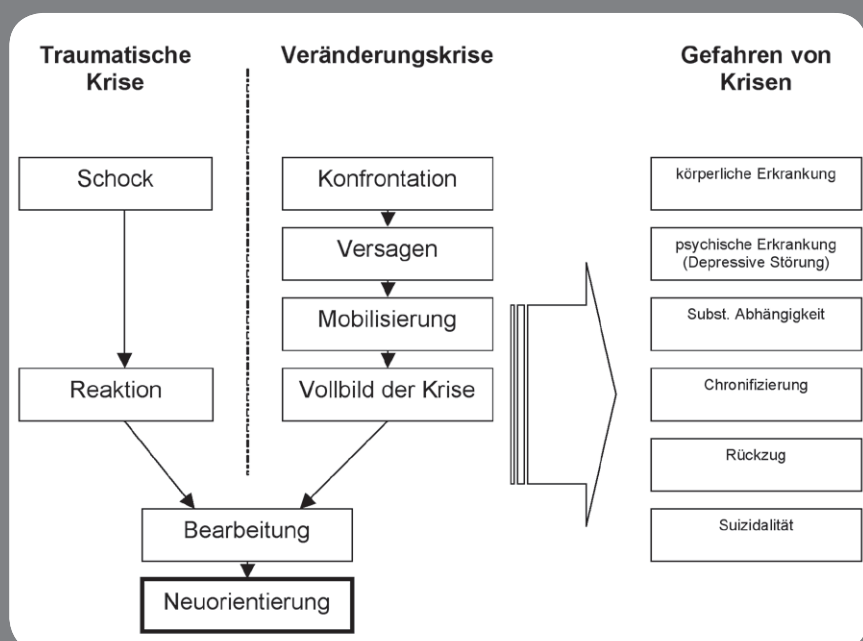 Traumatische
Krise
Veränderungskrise
Gefahren von
Krisen
Schock
Reaktion
Konfrontation
Versagen
Mobilisierung
Vollbild der Krise
Bearbeitung
Neuorientierung
körperliche Erkrankung
psychische Erkrankung
(Depressive Störung)
Subst. Abhängigkeit
Chronifizierung
Rückzug
Suizidalität